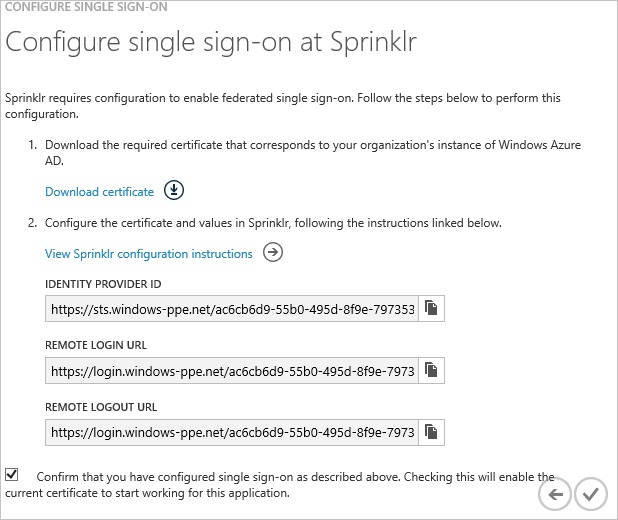 CONFIGURE SINGLE SIGN-ON
Configure single sign-on at Sprinklr
Sprinklr requires configuration to enable federated single sign-on. Follow the steps below to perform this
configuration.
1. Download the required certificate that corresponds to your organization's instance of Windows Azure
AD.
Download certificate
2. Configure the certificate and values in Sprinklr, following the instructions linked below.
View Sprinklr configuration instructions
IDENTITY PROVIDER ID
https://sts.windows-ppe.net/ac6cb6d9-55b0-495d-8f9e-797353
REMOTE LOGIN URL
https://login.windows-ppe.net/ac6cb6d9-55b0-495d-8f9e-7973
REMOTE LOGOUT URL
https://login.windows-ppe.net/ac6cb6d9-55b0-495d-8f9e-7973
Confirm that you have configured single sign-on as described above. Checking this will enable the
current certificate to start working for this application.